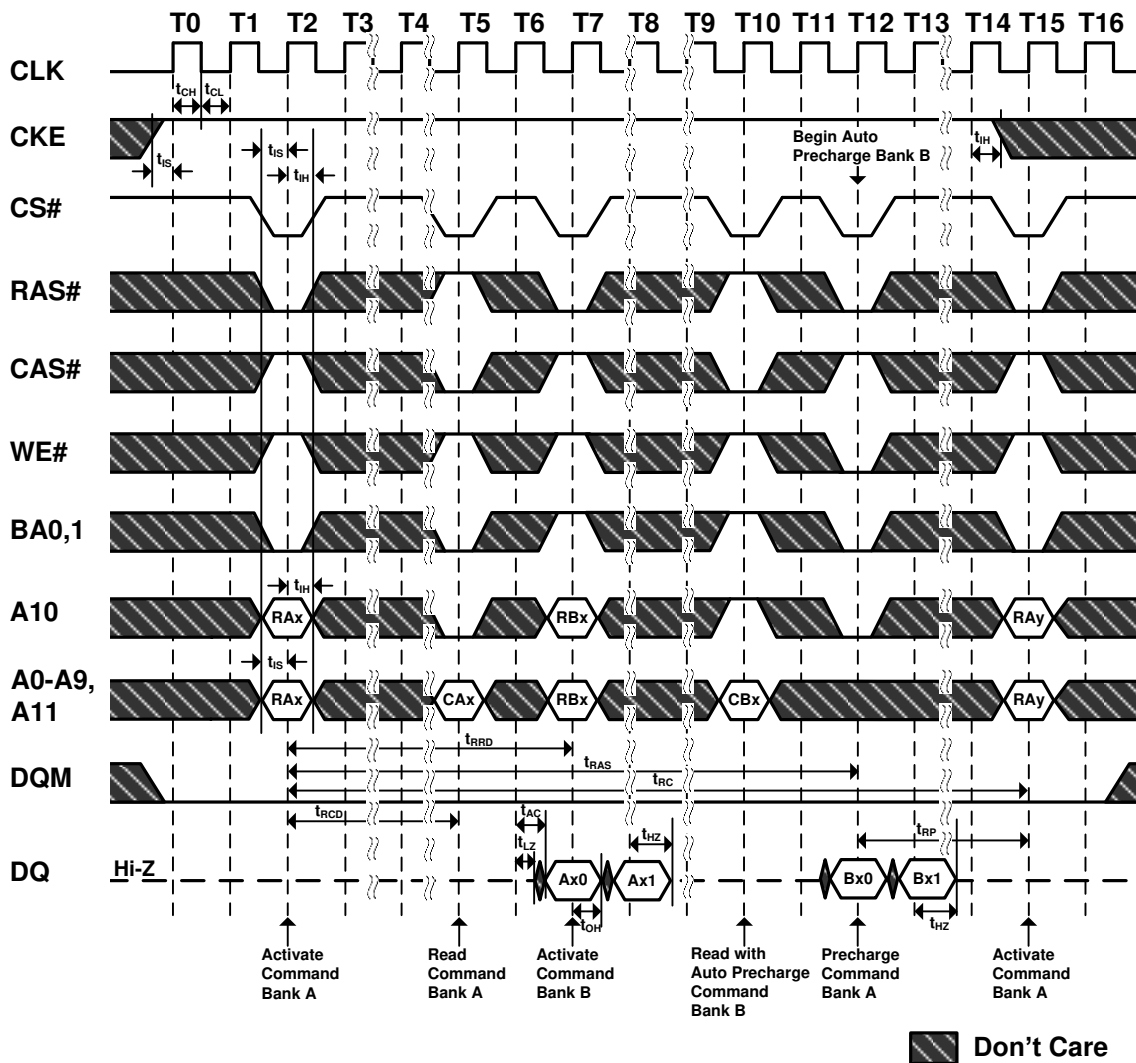 T0 T1 T2 T3 T4 T5 T6 T7 T8 T9 T10 T11 T12 T13 T14 T15 T16
CLK
tCH tCL
CKE
tIS
tIS
tIH
Begin Auto
Precharge Bank B
tIH
CS#
RAS#
CAS#
WE#
BA0,1
tIH
A10
RAx RBx RAy
tIS
A0-A9,
A11
RAx CAx RBx CBx RAy
tRRD
tRAS
DQM
tRC
tRCD
tAC
tLZ
tHZ
tRP
DQ
Hi-Z
Ax0 Ax1 Bx0 Bx1
tOH
tHZ
Activate
Command
Bank A
Read
Command
Bank A
Activate
Command
Bank B
Read with
Auto Precharge
Command
Bank B
Precharge
Command
Bank A
Activate
Command
Bank A
Don't Care